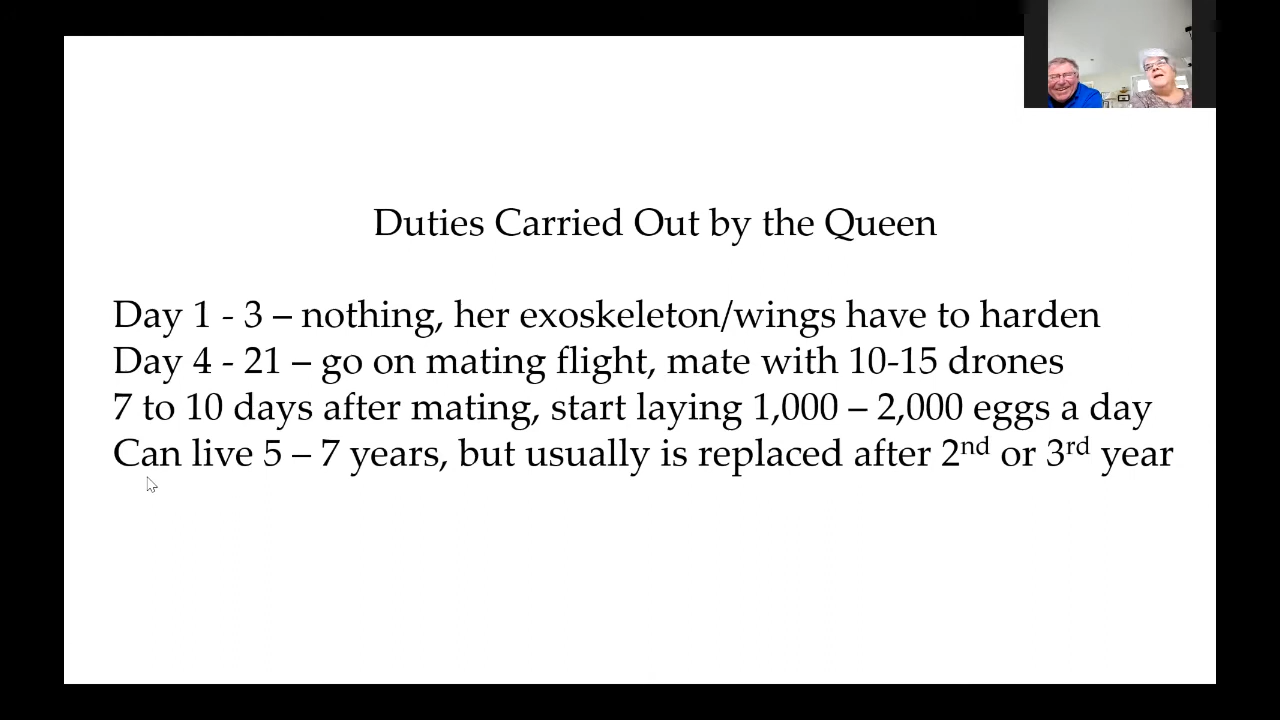 Duties Carried Out by the Queen
Day 1 - 3 – nothing, her exoskeleton/wings have to harden
Day 4 - 21 – go on mating flight, mate with 10-15 drones
7 to 10 days after mating, start laying 1,000 – 2,000 eggs a day
Can live 5 – 7 years, but usually is replaced after 2nd or 3rd year